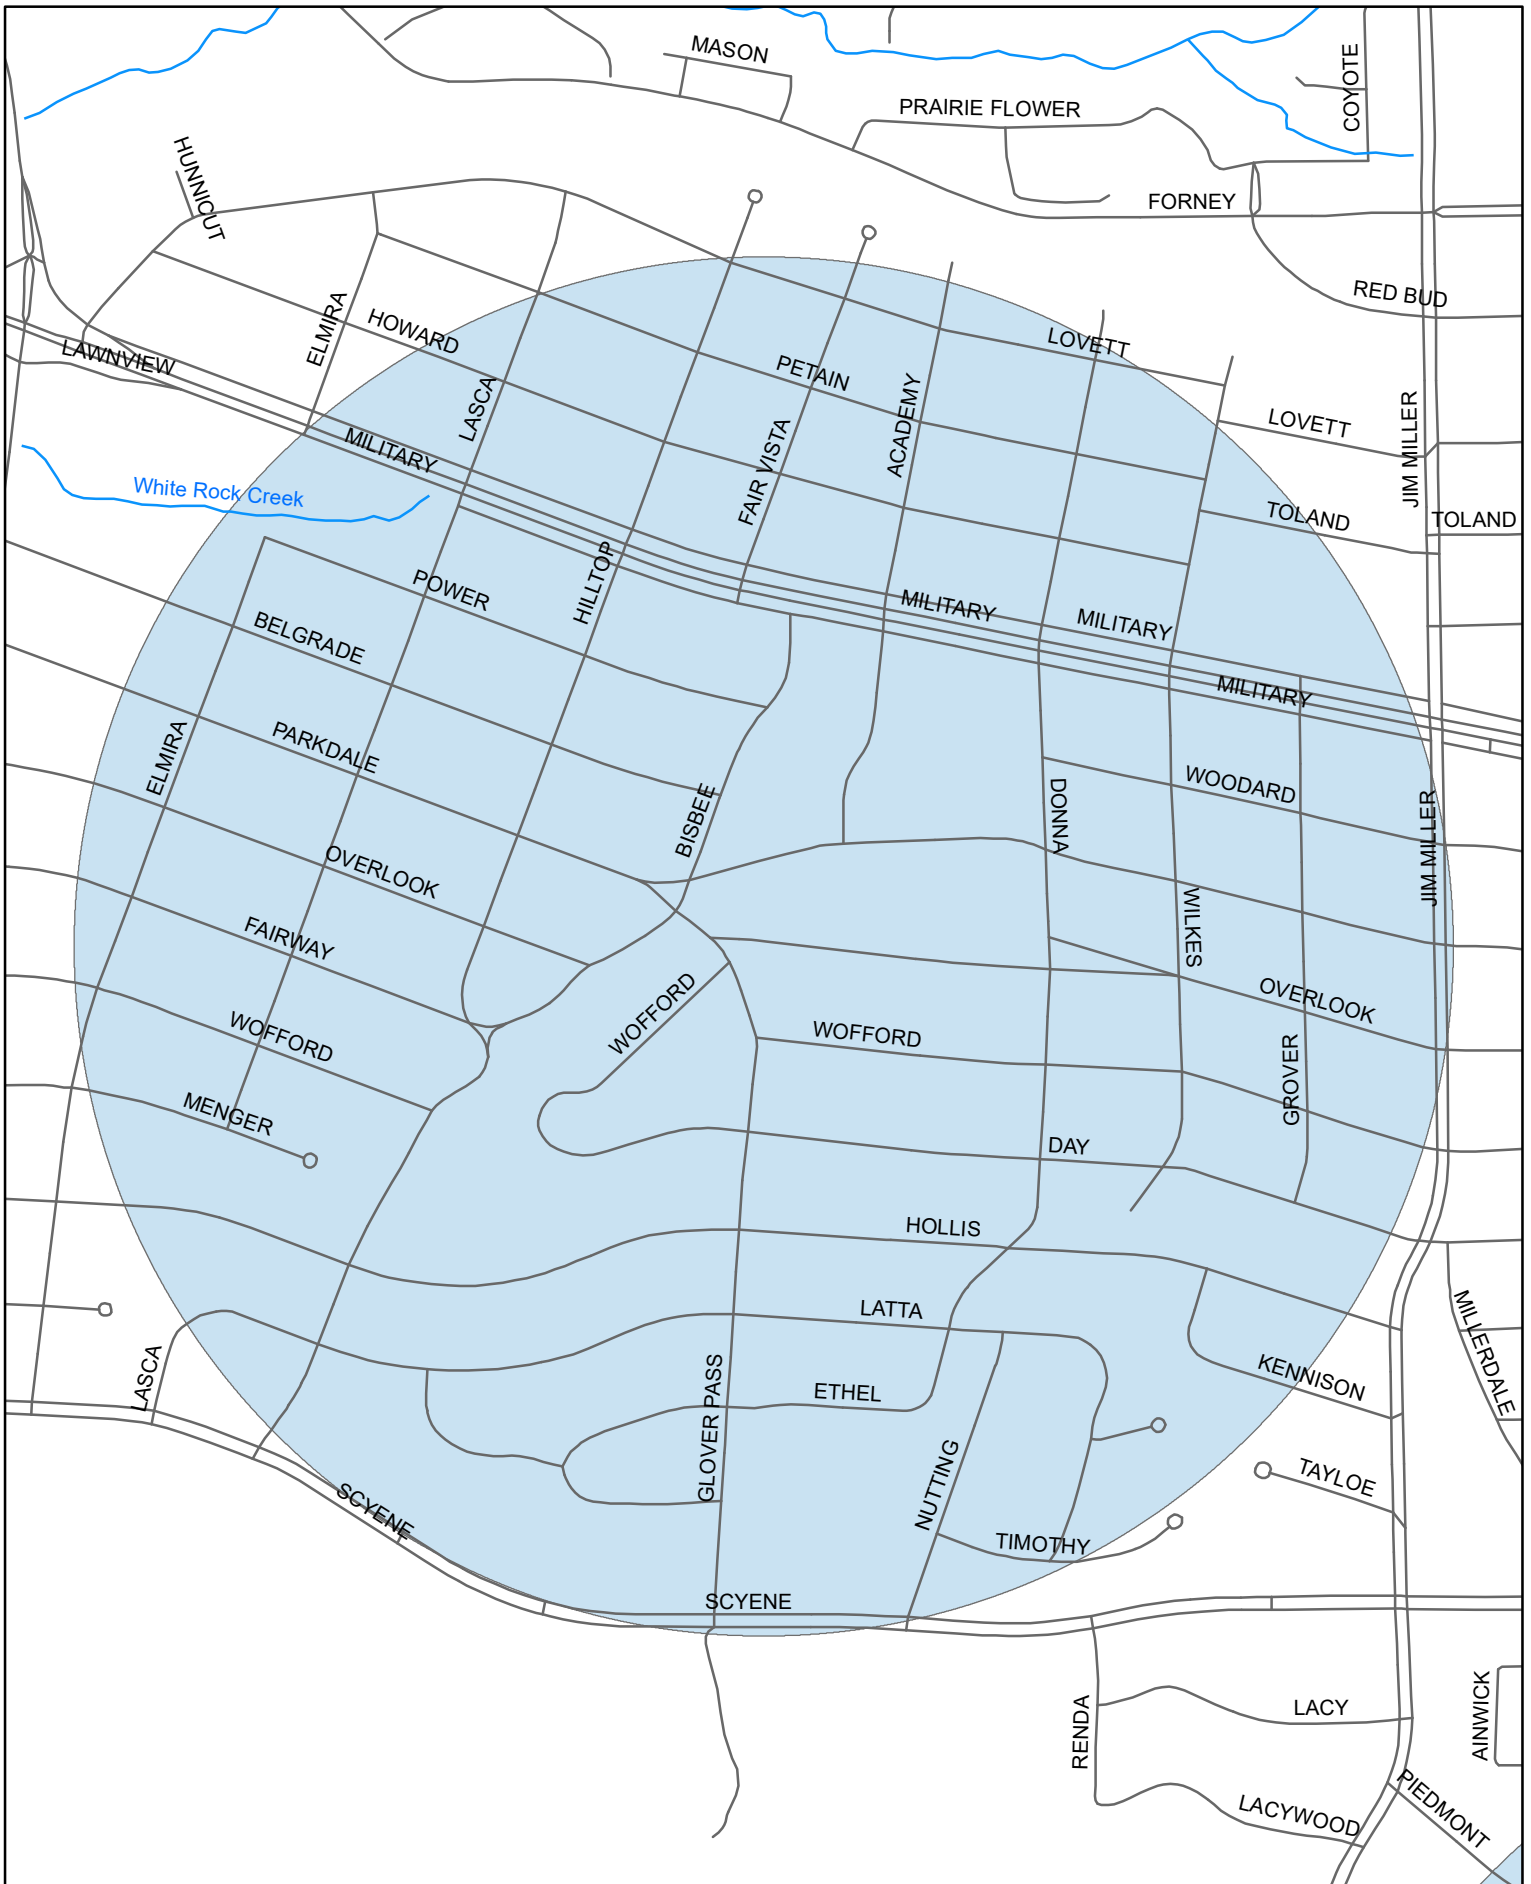 MASON
COYOTE
PRAIRIE FLOWER
HUNNICUT
FORNEY
RED BUD
ELMIRA
HOWARD
LOVETT
LAWNVIEW
PETAIN
LASCA
ACADEMY
LOVETT
JIM MILLER
MILITARY
FAIR VISTA
White Rock Creek
TOLAND
TOLAND
HILLTOP
POWER
MILITARY
MILITARY
BELGRADE
MILITARY
PARKDALE
ELMIRA
WOODARD
DONNA
BISBEE
JIM MILLER
OVERLOOK
WILKES
FAIRWAY
OVERLOOK
WOFFORD
WOFFORD
WOFFORD
GROVER
MENGER
DAY
HOLLIS
LATTA
MILLERDALE
LASCA
KENNISON
ETHEL
GLOVER PASS
NUTTING
TAYLOE
SCYENE
TIMOTHY
SCYENE
RENDA
LACY
AINWICK
LACYWOOD
PIEDMONT